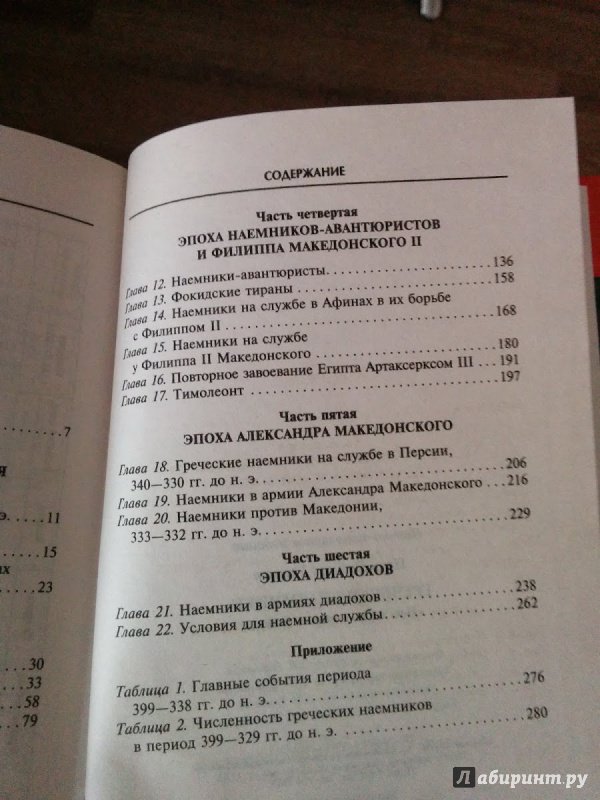 СОДЕРЖАНИЕ
Часть четвертая
ЭПОХА НАЕМНИКОВ-АВАНТЮРИСТОВ
И ФИЛИППА МАКЕДОНСКОГО II
Глава 12. Наемники-авантюристы. 136
Глава 13. Фокидские тираны 158
Глава 14. Наемники на службе в Афинах в их борьбе
с Филиппом II 168
Глава 15. Наемники на службе
у Филиппа II Македонского 180
Глава 16. Повторное завоевание Египта Артаксерксом III 191
Глава 17. Тимолеонт 197
Часть пятая
ЭПОХА АЛЕКСАНДРА МАКЕДОНСКОГО
Глава 18. Греческие наемники на службе в Персии,
340—330 гг. до н. э. 206
Глава 19. Наемники в армии Александра Македонского 216
Глава 20. Наемники против Македонии,
333—332 гг. до н. э. 229
Часть шестая
ЭПОХА ДИАДОХОВ
Глава 21. Наемники в армиях диадохов 238
Глава 22. Условия для наемной службы 262
Приложение
Таблица 1. Главные события периода
399—338 гг. до н. э. 276
Таблица 2. Численность греческих наемников
в период 399—329 гг. до н. э. 280
7
11
15
23
30
33
58
79
Лабиринт.ру